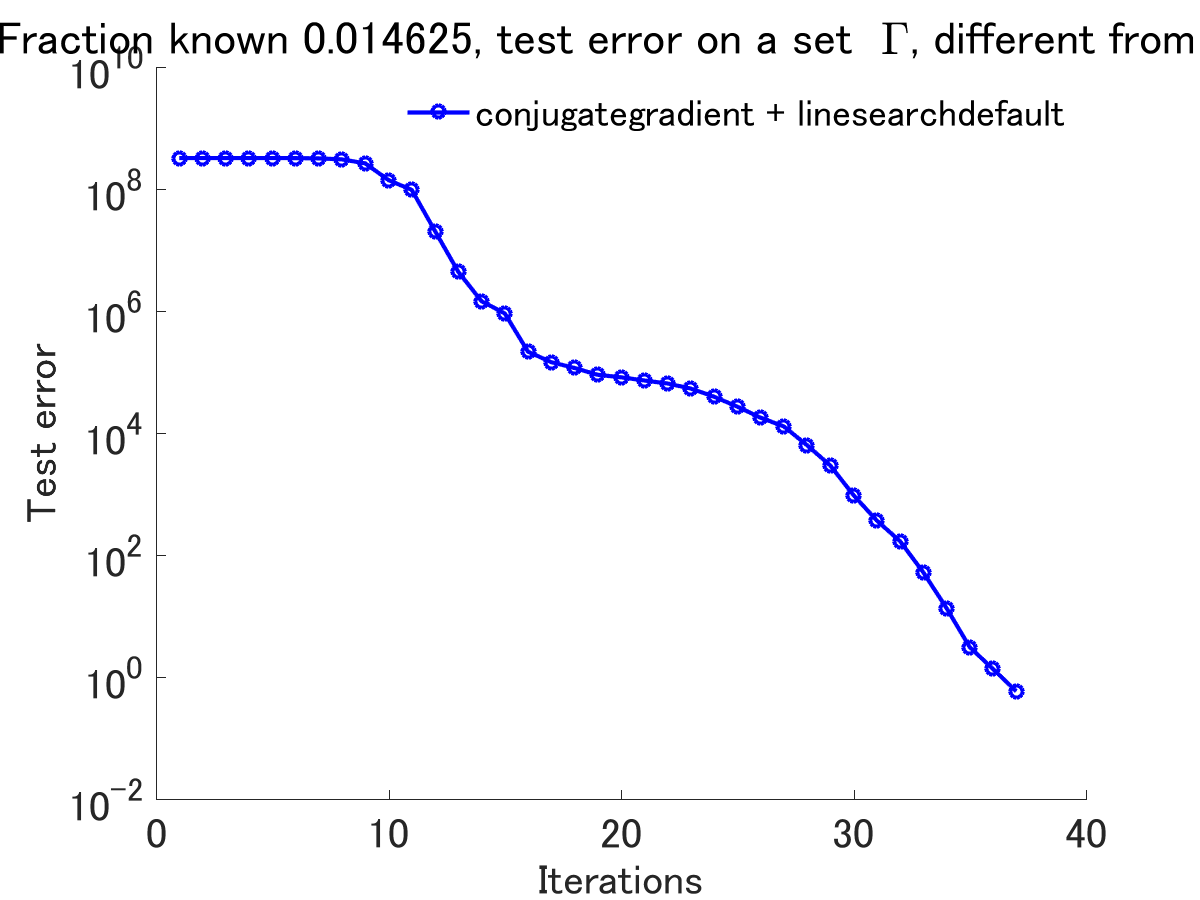 Fraction known 0.014625, test error on a set Γ, different from
10^10
conjugategradient + linesearchdefault
10^8
10^6
10^4
10^2
10^0
10^-2
Test error
0 10 20 30 40
Iterations